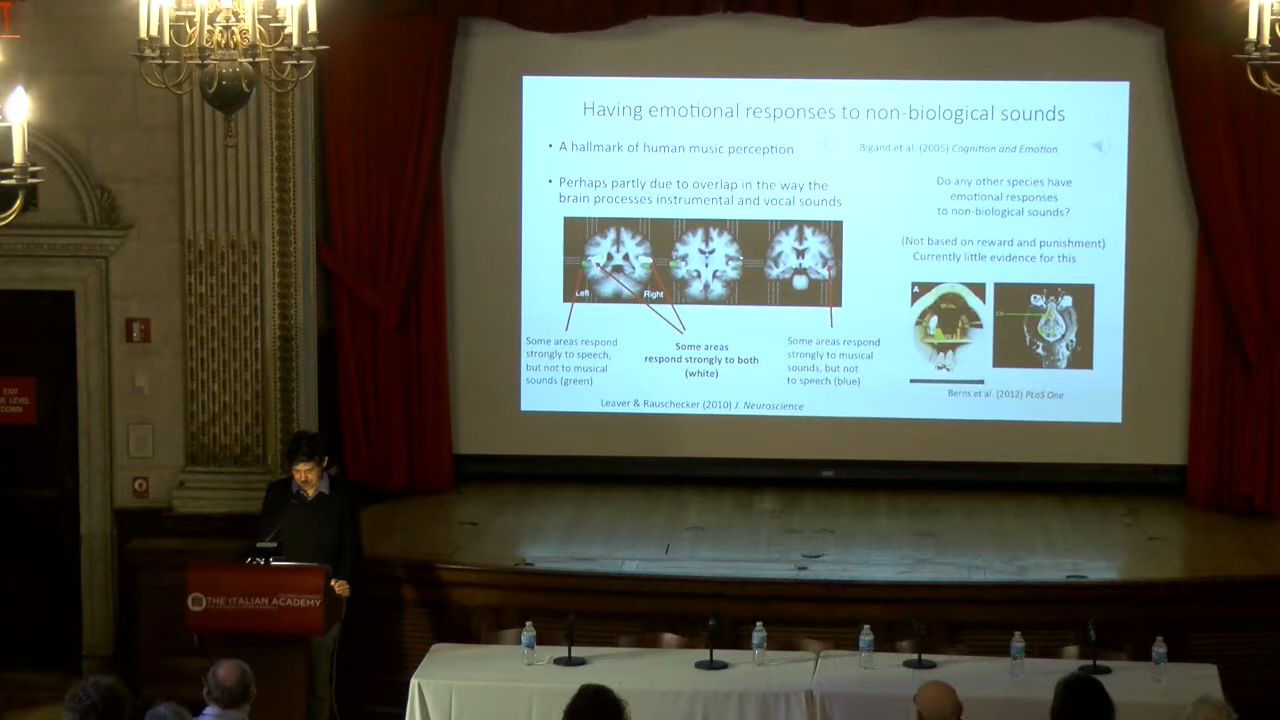 Having emotional responses to non-biological sounds
• A hallmark of human music perception
Bigand et al. (2005) Cognition and Emotion
• Perhaps partly due to overlap in the way the
brain processes instrumental and vocal sounds
Do any other species have
emotional responses
to non-biological sounds?
(Not based on reward and punishment)
Currently little evidence for this
Left
Right
A
Some areas respond
strongly to speech,
but not to musical
sounds (green)
Some areas
respond strongly to both
(white)
Some areas respond
strongly to musical
sounds, but not
to speech (blue)
Leaver & Rauschecker (2010) J. Neuroscience
Berns et al. (2012) PLoS One
EXIT
LEVEL
DOWN
THE ITALIAN ACADEMY